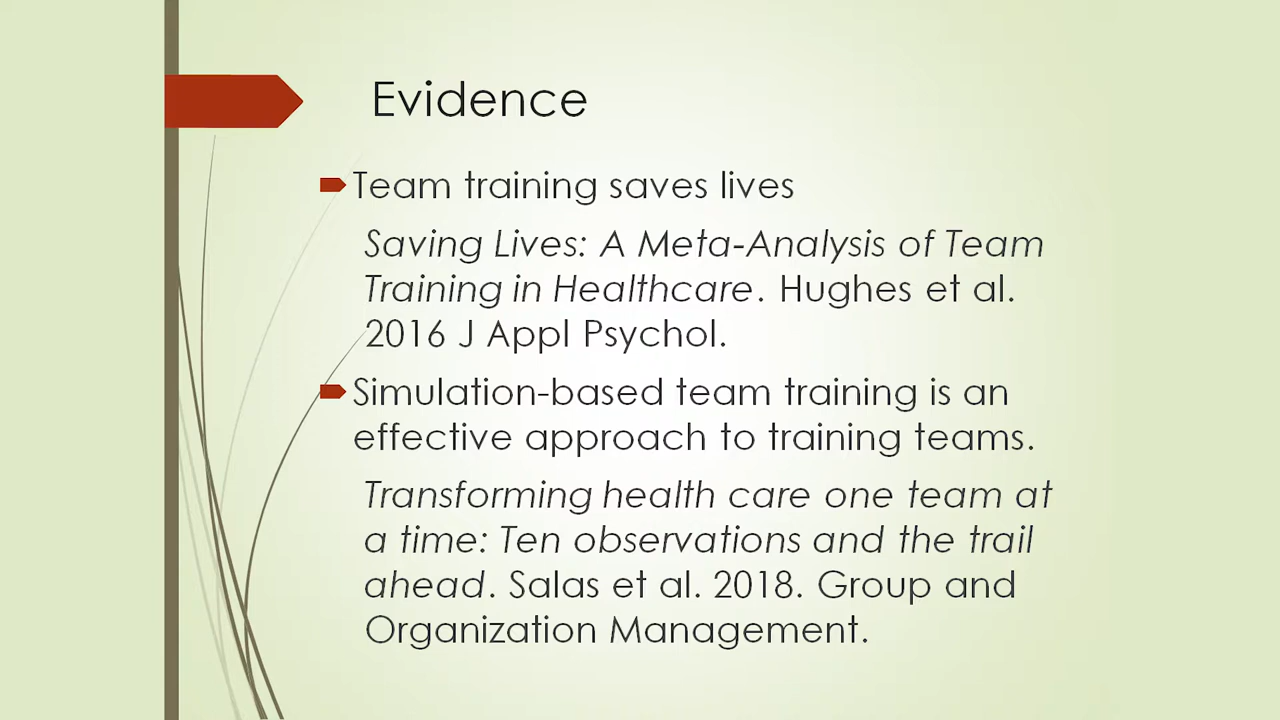 Evidence
Team training saves lives
Saving Lives: A Meta-Analysis of Team
Training in Healthcare. Hughes et al.
2016 J Appl Psychol.
Simulation-based team training is an
effective approach to training teams.
Transforming health care one team at
a time: Ten observations and the trail
ahead. Salas et al. 2018. Group and
Organization Management.